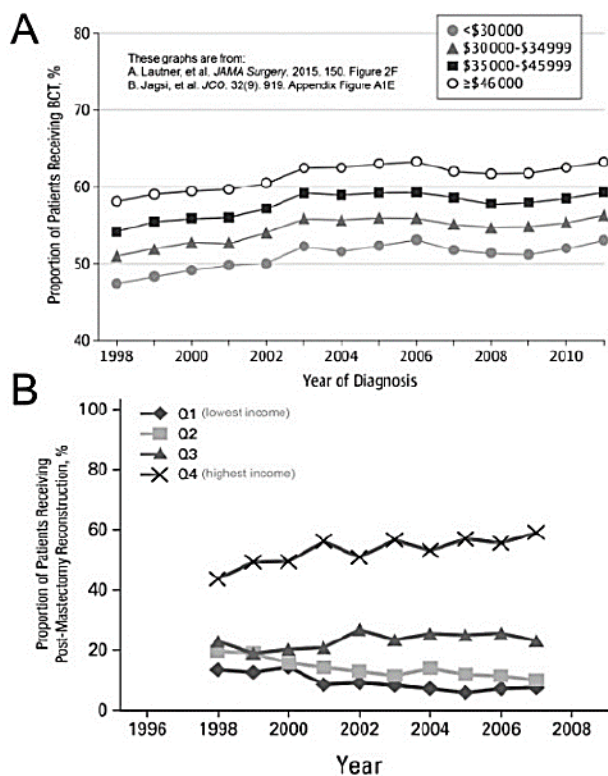 A
These graphs are from:
A. Lautner, et al. JAMA Surgery. 2015. 150. Figure 2F
B. Jagsi, et al. JCO. 32(9). 919. Appendix Figure A1E
<$30000
$30000-$34999
$35000-$45999
≥$46000
Proportion of Patients Receiving BCT, %
80
70
60
50
40
1998
2000
2002
2004
2006
2008
2010
Year of Diagnosis
B
Q1 (lowest income)
Q2
Q3
Q4 (highest income)
Proportion of Patients Receiving
Post-Mastectomy Reconstruction, %
100
80
60
40
20
0
1996
1998
2000
2002
2004
2006
2008
Year